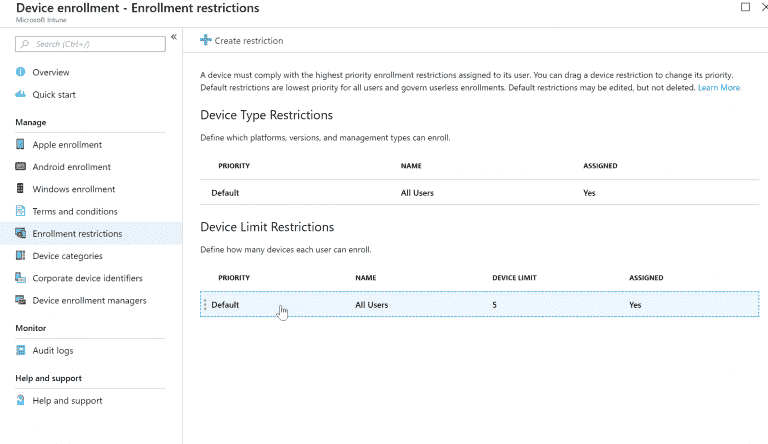 Device enrollment - Enrollment restrictions
Microsoft Intune
Search (Ctrl+/)
Overview
Quick start
Manage
Apple enrollment
Android enrollment
Windows enrollment
Terms and conditions
Enrollment restrictions
Device categories
Corporate device identifiers
Device enrollment managers
Monitor
Audit logs
Help and support
Help and support
Create restriction
A device must comply with the highest priority enrollment restrictions assigned to its user. You can drag a device restriction to change its priority.
Default restrictions are lowest priority for all users and govern userless enrollments. Default restrictions may be edited, but not deleted. Learn More.
Device Type Restrictions
Define which platforms, versions, and management types can enroll.
PRIORITY NAME ASSIGNED
Default All Users Yes
Device Limit Restrictions
Define how many devices each user can enroll.
PRIORITY NAME DEVICE LIMIT ASSIGNED
Default All Users 5 Yes